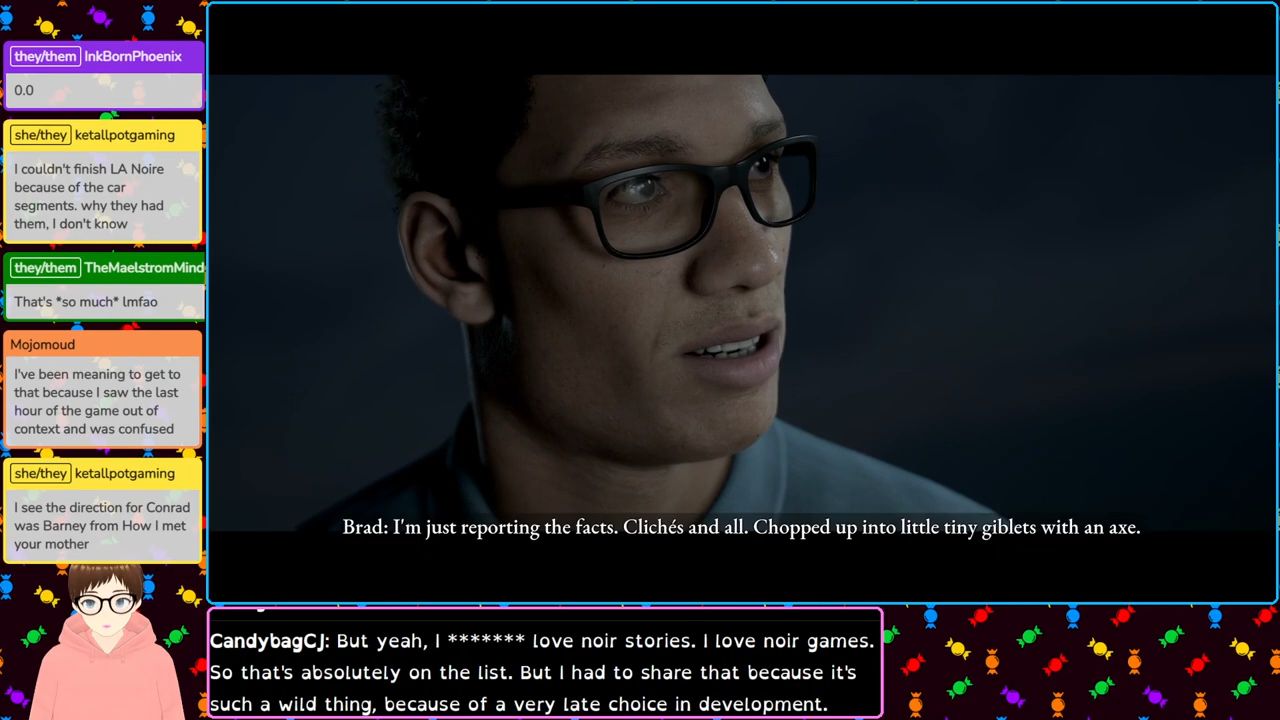 they/them InkBornPhoenix
0.0
she/they ketallpotgaming
I couldn't finish LA Noire
because of the car
segments. why they had
them, I don't know
they/them TheMaelstromMind
That's *so much* lmfao
Mojomoud
I've been meaning to get to
that because I saw the last
hour of the game out of
context and was confused
she/they ketallpotgaming
I see the direction for Conrad
was Barney from How I met
your mother
Brad: I'm just reporting the facts. Clichés and all. Chopped up into little tiny giblets with an axe.
CandybagCJ: But yeah, I ******* love noir stories. I love noir games.
So that's absolutely on the list. But I had to share that because it's
such a wild thing, because of a very late choice in development.